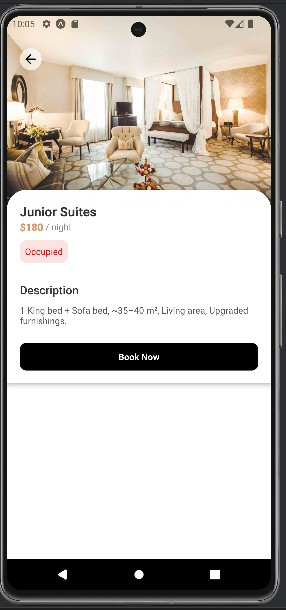 10:05
Junior Suites
$180 / night
Occupied
Description
1 King bed + Sofa bed, ~35–40 m², Living area, Upgraded
furnishings.
Book Now